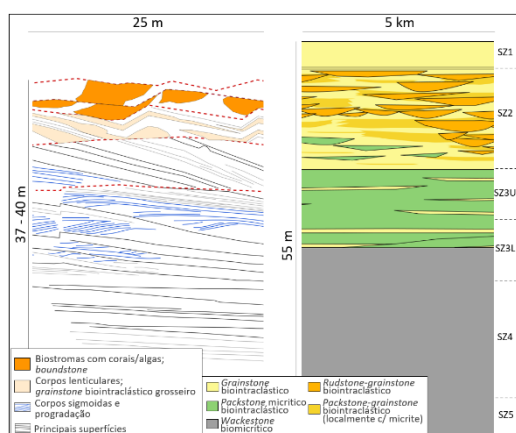 25 m
5 km
37 - 40 m
55 m
SZ1
SZ2
SZ3U
SZ3L
SZ4
SZ5
Biostromas com corais/algas;
boundstone
Corpos lenticulares;
grainstone biointraclástico grosseiro
Corpos sigmoidas e
progradação
Principais superfícies
Grainstone
biointraclástico
Packstone micritico
biointraclástico
Wackestone
biomicrítico
Rudstone-grainstone
biointraclástico
Packstone-grainstone
biointraclástico
(localmente c/ micrite)